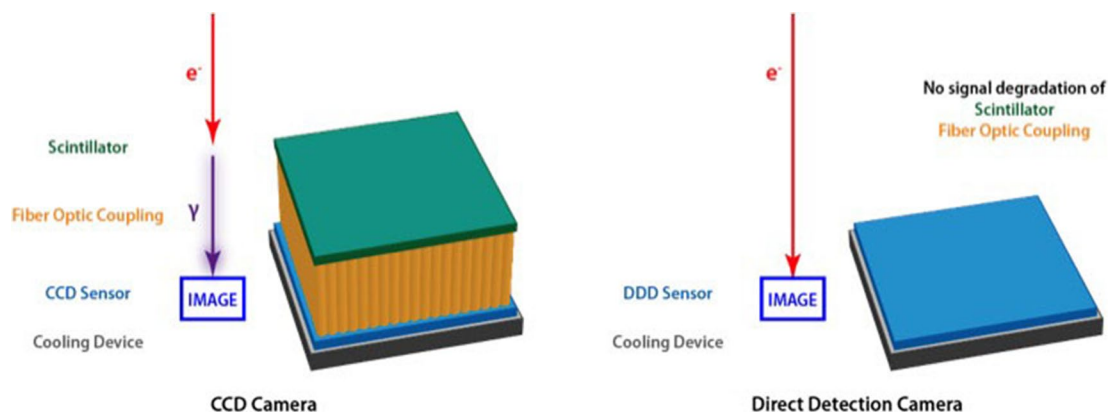 e-
Scintillator
Fiber Optic Coupling
γ
CCD Sensor
IMAGE
Cooling Device
CCD Camera
e-
No signal degradation of
Scintillator
Fiber Optic Coupling
DDD Sensor
IMAGE
Cooling Device
Direct Detection Camera